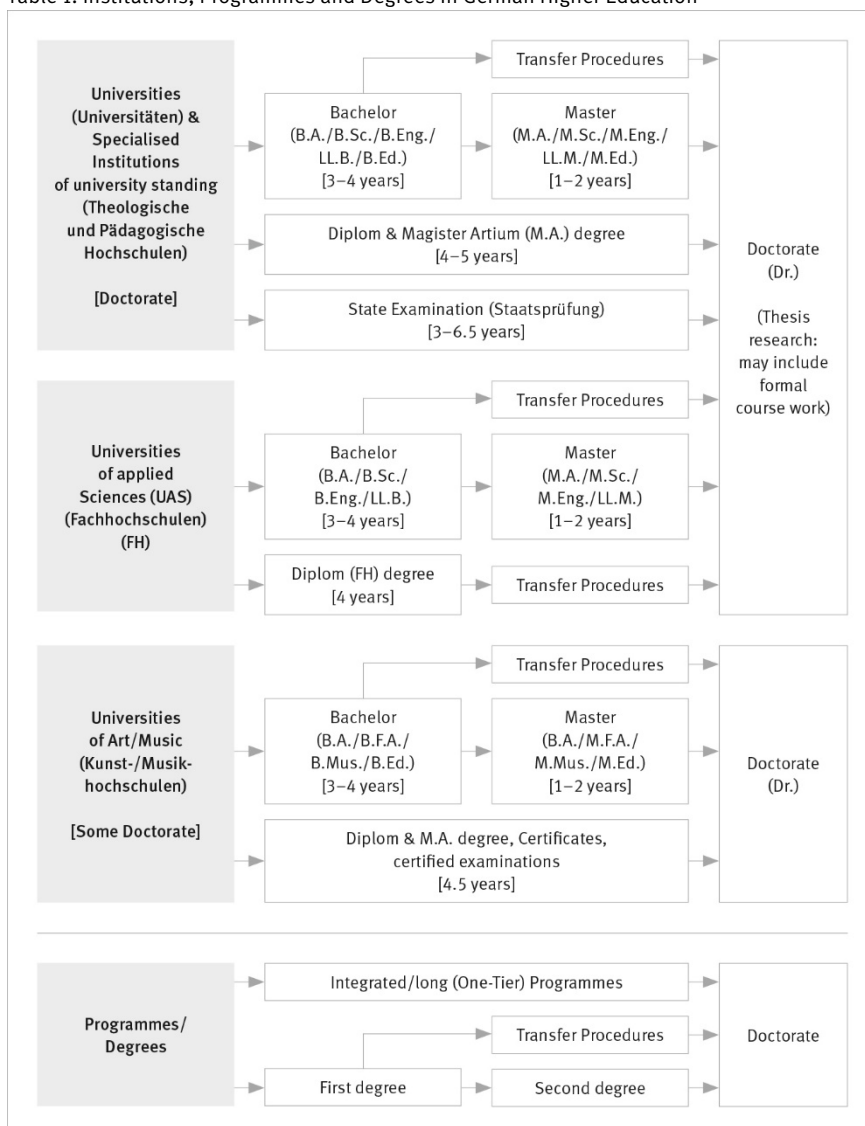 Table 1: Institutions, Programmes and Degrees in German Higher Education
Universities
(Universitäten) &
Specialised
Institutions
of university standing
(Theologische
und Pädagogische
Hochschulen)
[Doctorate]
Transfer Procedures
Bachelor
(B.A./B.Sc./B.Eng./
LL.B./B.Ed.)
[3–4 years]
Master
(M.A./M.Sc./M.Eng./
LL.M./M.Ed.)
[1–2 years]
Diplom & Magister Artium (M.A.) degree
[4–5 years]
State Examination (Staatsprüfung)
[3–6.5 years]
Doctorate
(Dr.)
(Thesis
research:
may include
formal
course work)
Universities
of applied
Sciences (UAS)
(Fachhochschulen)
(FH)
Transfer Procedures
Bachelor
(B.A./B.Sc./
B.Eng./LL.B.)
[3–4 years]
Master
(M.A./M.Sc./
M.Eng./LL.M.)
[1–2 years]
Diplom (FH) degree
[4 years]
Transfer Procedures
Universities
of Art/Music
(Kunst-/Musik-
hochschulen)
[Some Doctorate]
Transfer Procedures
Bachelor
(B.A./B.F.A./
B.Mus./B.Ed.)
[3–4 years]
Master
(B.A./M.F.A./
M.Mus./M.Ed.)
[1–2 years]
Diplom & M.A. degree, Certificates,
certified examinations
[4.5 years]
Doctorate
(Dr.)
Programmes/
Degrees
Integrated/long (One-Tier) Programmes
Transfer Procedures
First degree
Second degree
Doctorate